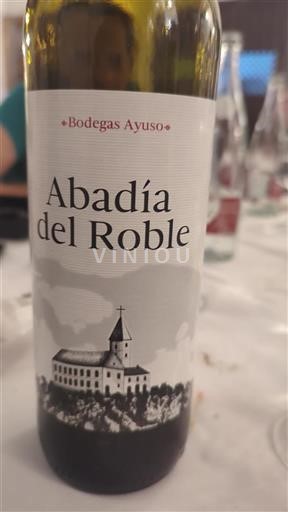 Bodegas Ayuso
Abadía
del Roble
VINIOU